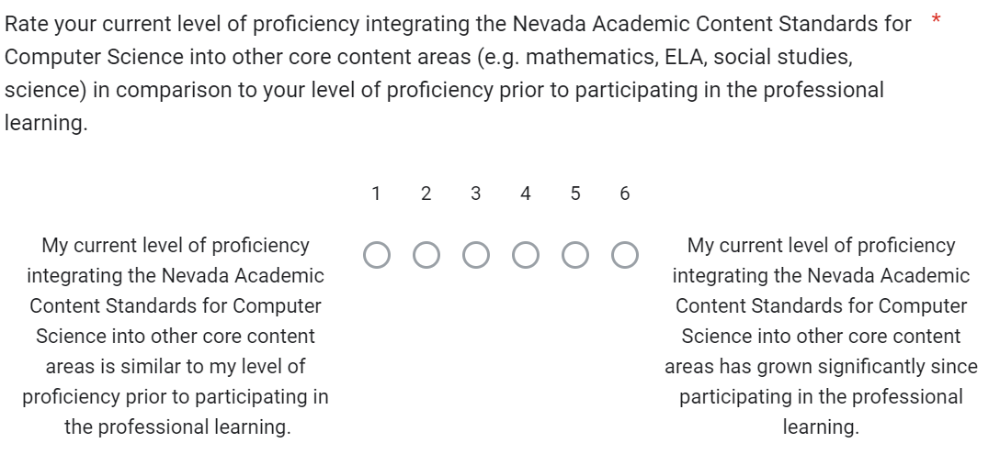 Rate your current level of proficiency integrating the Nevada Academic Content Standards for *
Computer Science into other core content areas (e.g. mathematics, ELA, social studies,
science) in comparison to your level of proficiency prior to participating in the professional
learning.
1 2 3 4 5 6
My current level of proficiency
integrating the Nevada Academic
Content Standards for Computer
Science into other core content
areas is similar to my level of
proficiency prior to participating in
the professional learning.
My current level of proficiency
integrating the Nevada Academic
Content Standards for Computer
Science into other core content
areas has grown significantly since
participating in the professional
learning.